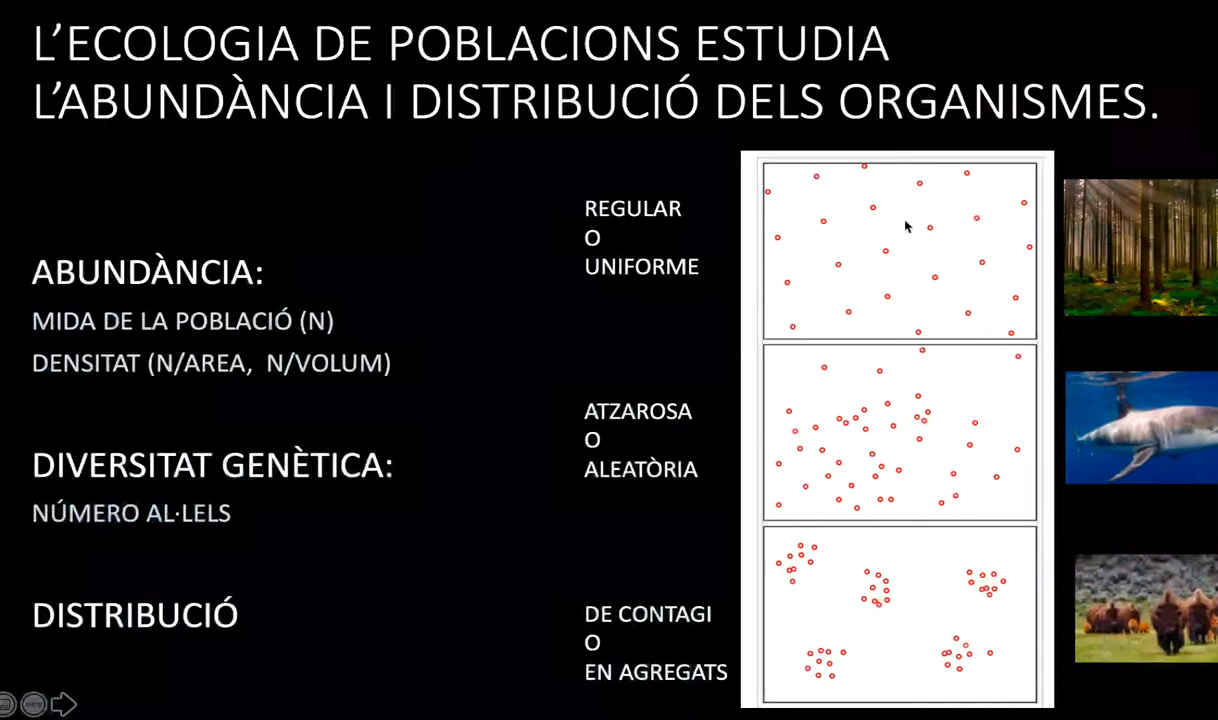 L’ECOLOGIA DE POBLACIONS ESTUDIA
L’ABUNDÀNCIA I DISTRIBUCIÓ DELS ORGANISMES.
ABUNDÀNCIA:
MIDA DE LA POBLACIÓ (N)
DENSITAT (N/AREA, N/VOLUM)
DIVERSITAT GENÈTICA:
NÚMERO AL·LELS
DISTRIBUCIÓ
REGULAR
O
UNIFORME
ATZAROSA
O
ALEATÒRIA
DE CONTAGI
O
EN AGREGATS